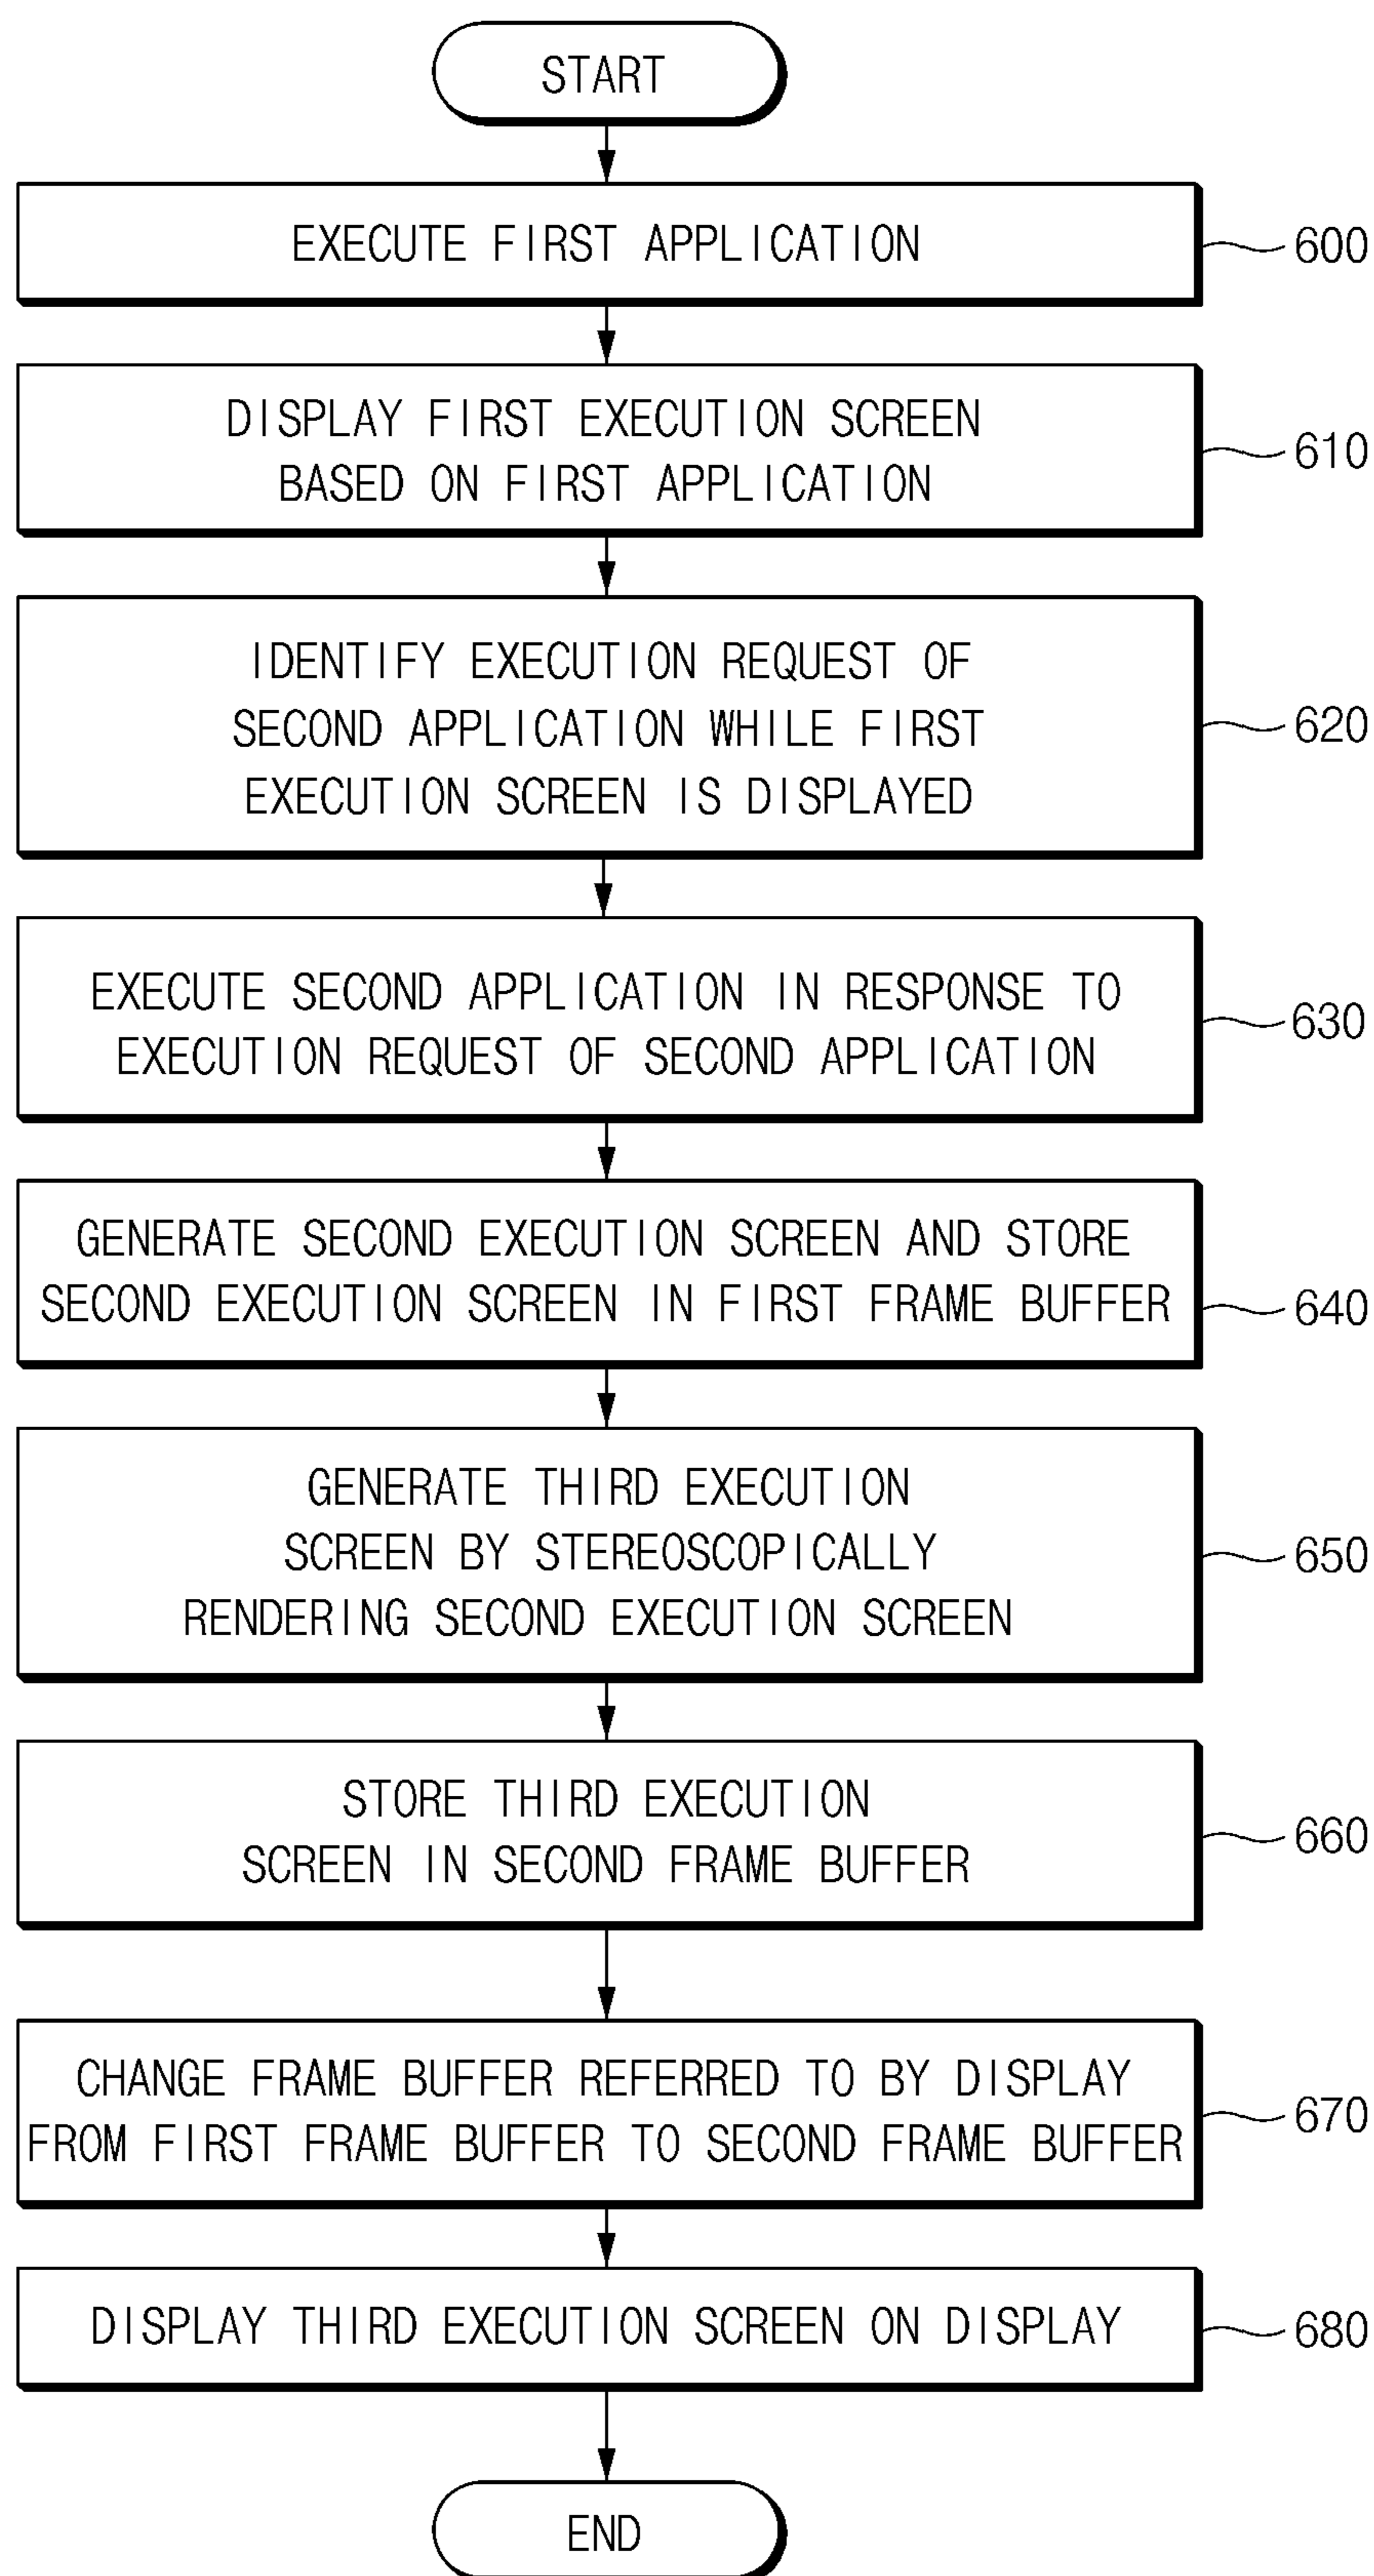 START
EXECUTE FIRST APPLICATION
600
DISPLAY FIRST EXECUTION SCREEN
BASED ON FIRST APPLICATION
610
IDENTIFY EXECUTION REQUEST OF
SECOND APPLICATION WHILE FIRST
EXECUTION SCREEN IS DISPLAYED
620
EXECUTE SECOND APPLICATION IN RESPONSE TO
EXECUTION REQUEST OF SECOND APPLICATION
630
GENERATE SECOND EXECUTION SCREEN AND STORE
SECOND EXECUTION SCREEN IN FIRST FRAME BUFFER
640
GENERATE THIRD EXECUTION
SCREEN BY STEREOSCOPICALLY
RENDERING SECOND EXECUTION SCREEN
650
STORE THIRD EXECUTION
SCREEN IN SECOND FRAME BUFFER
660
CHANGE FRAME BUFFER REFERRED TO BY DISPLAY
FROM FIRST FRAME BUFFER TO SECOND FRAME BUFFER
670
DISPLAY THIRD EXECUTION SCREEN ON DISPLAY
680
END